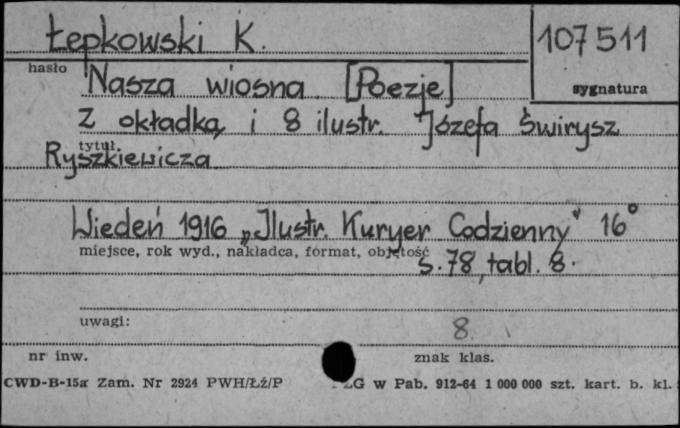 Łepkowski K.
107511
hasło
sygnatura
Nasza wiosna [Poezje]
z okładką i 8 ilustr. Józefa Świrysz
tytuł
Ryszkiewicza
Wiedeń 1916 „Ilustr. Kuryer Codzienny" 16°
miejsce, rok wyd., nakładca, format, objętość
s. 78, tabl. 8.
uwagi:
8.
nr inw.
znak klas.
CWD-B-15a Zam. Nr 2924 PWH/Łź/P
w Pab. 912-64 1 000 000 szt. kart. b. kl.